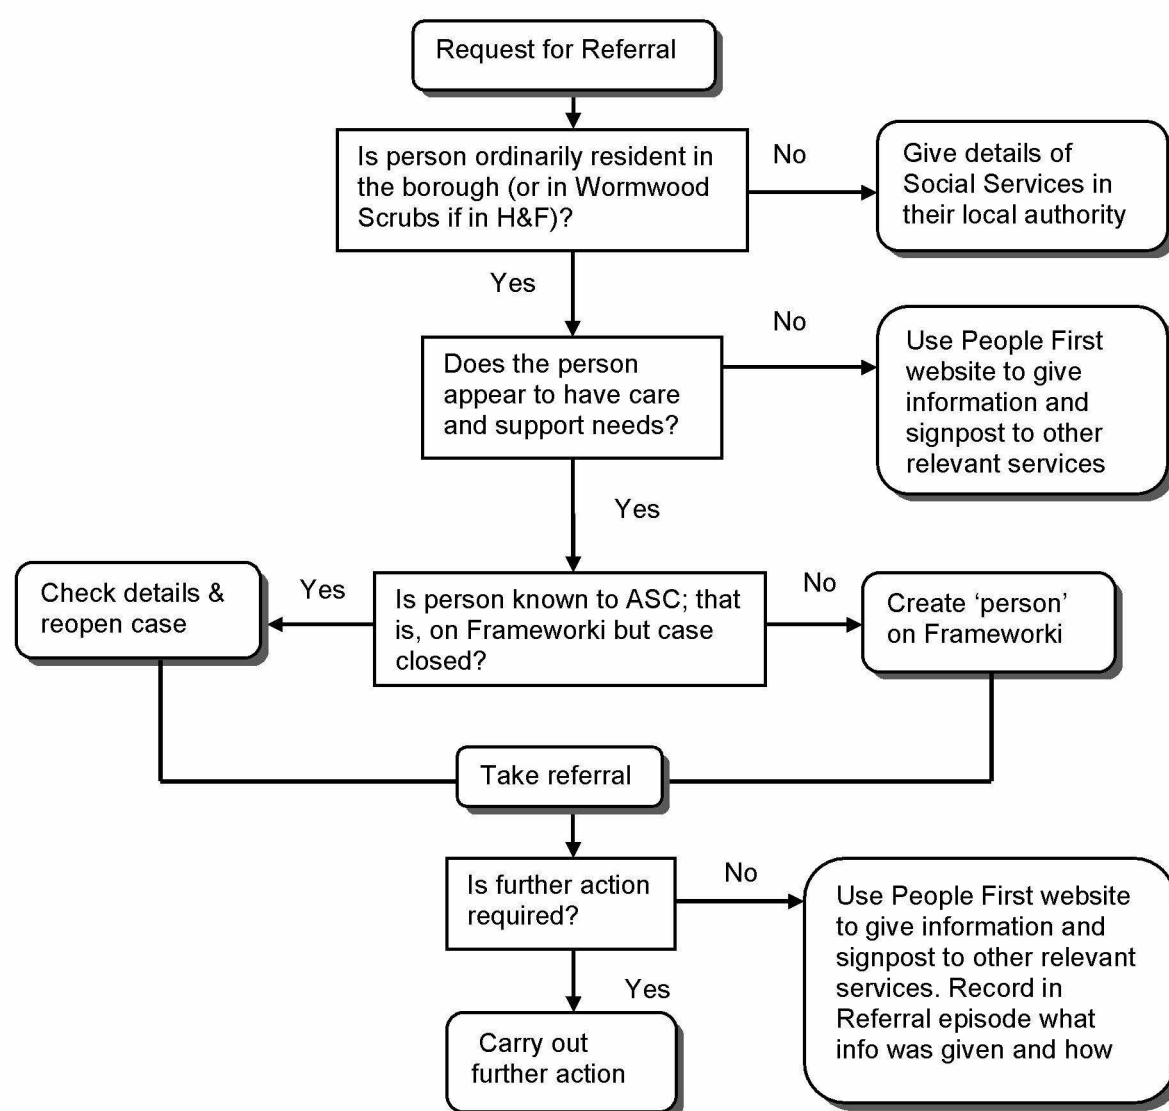 Request for Referral
Is person ordinarily resident in
the borough (or in Wormwood
Scrubs if in H&F)?
No
Give details of
Social Services in
their local authority
Yes
Does the person
appear to have care
and support needs?
No
Use People First
website to give
information and
signpost to other
relevant services
Yes
Check details &
reopen case
Yes
Is person known to ASC; that
is, on Frameworki but case
closed?
No
Create ‘person’
on Frameworki
Take referral
Is further action
required?
No
Use People First website
to give information and
signpost to other relevant
services. Record in
Referral episode what
info was given and how
Yes
Carry out
further action